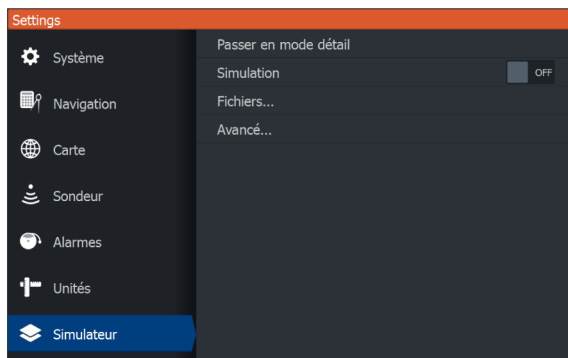 Settings
Système
Navigation
Carte
Sondeur
Alarmes
Unités
Simulateur
Passer en mode détail
Simulation OFF
Fichiers...
Avancé...